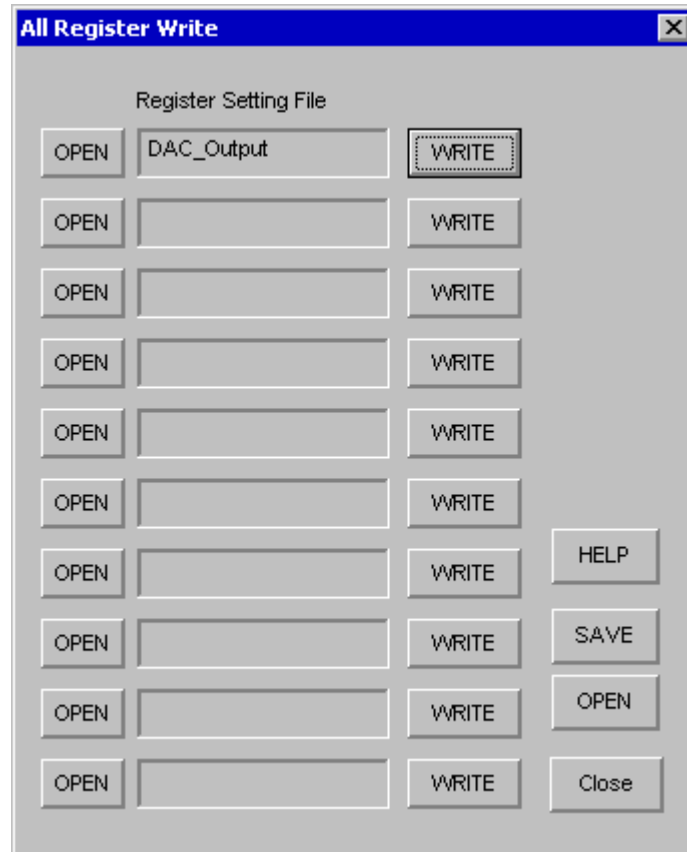 All Register Write
Register Setting File
OPEN DAC_Output WRITE
OPEN WRITE
OPEN WRITE
OPEN WRITE
OPEN WRITE
OPEN WRITE
OPEN WRITE HELP
OPEN WRITE SAVE
OPEN WRITE OPEN
OPEN WRITE Close